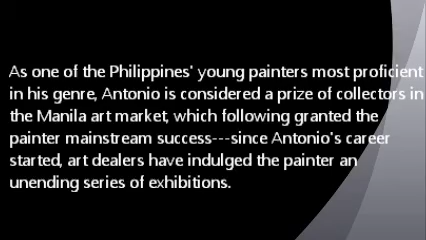 As one of the Philippines' young painters most proficient
in his genre, Antonio is considered a prize of collectors in
the Manila art market, which following granted the
painter mainstream success---since Antonio's career
started, art dealers have indulged the painter an
unending series of exhibitions.